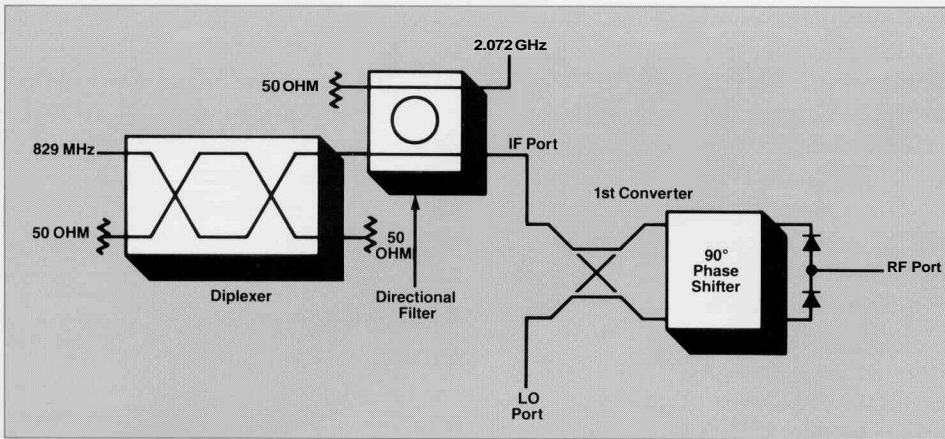 2.072 GHz
50 OHM
829 MHz
IF Port
1st Converter
50 OHM
50
OHM
90°
Phase
Shifter
RF Port
Diplexer
Directional
Filter
LO
Port